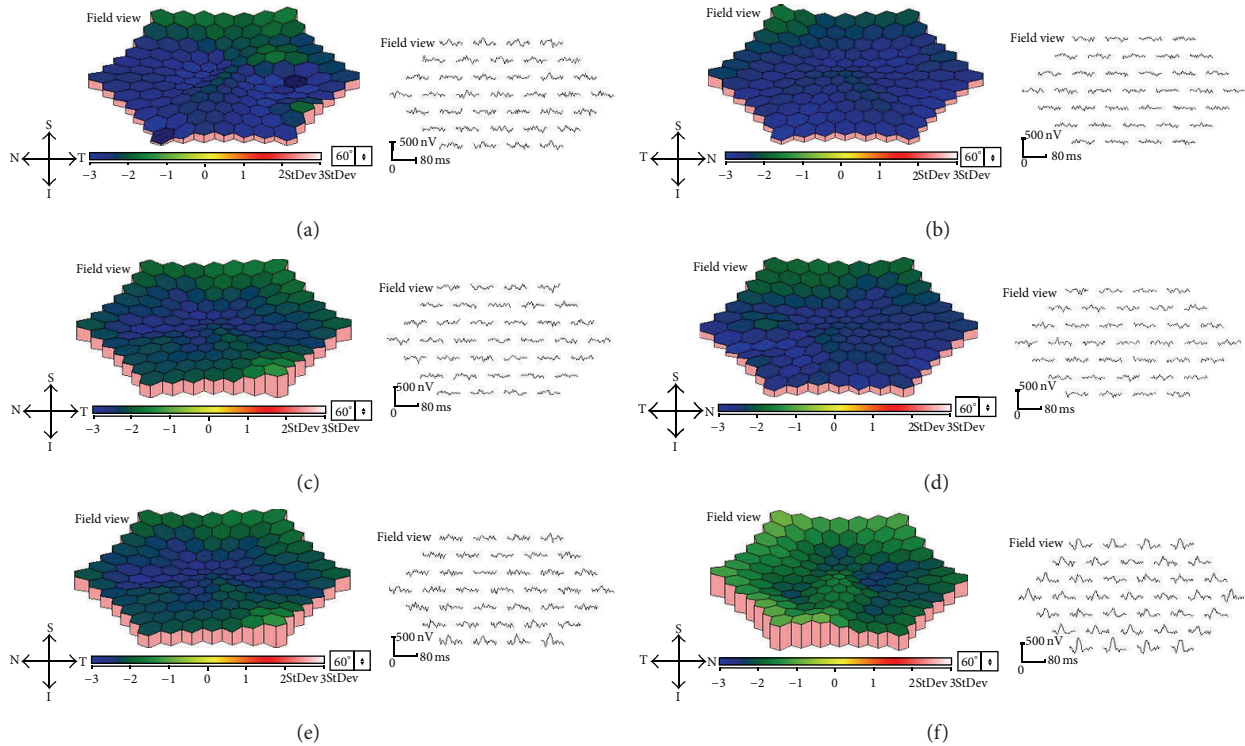 Field view
Field view
S
N T
I
−3 −2 −1 0 1 2StDev 3StDev
60°
500 nV
0 80 ms
(a)
Field view
Field view
S
T N
I
−3 −2 −1 0 1 2StDev 3StDev
60°
500 nV
0 80 ms
(b)
Field view
Field view
S
N T
I
−3 −2 −1 0 1 2StDev 3StDev
60°
500 nV
0 80 ms
(c)
Field view
Field view
S
T N
I
−3 −2 −1 0 1 2StDev 3StDev
60°
500 nV
0 80 ms
(d)
Field view
Field view
S
N T
I
−3 −2 −1 0 1 2StDev 3StDev
60°
500 nV
0 80 ms
(e)
Field view
Field view
S
T N
I
−3 −2 −1 0 1 2StDev 3StDev
60°
500 nV
0 80 ms
(f)